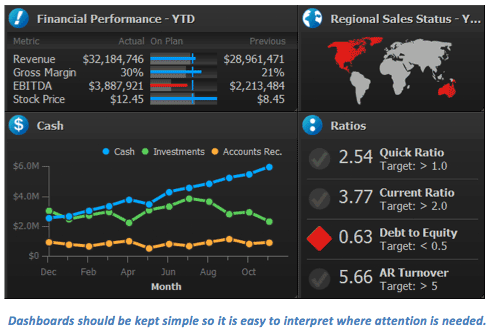 Financial Performance - YTD
Metric Actual On Plan Previous
Revenue $32,184,746 $28,961,471
Gross Margin 30% 21%
EBITDA $3,887,921 $2,213,484
Stock Price $12.45 $8.45
Regional Sales Status - Y...
$ Cash
Cash Investments Accounts Rec.
$6.0M
$4.0M
$2.0M
$0
Dec Feb Apr Jun Aug Oct
Month
Ratios
2.54 Quick Ratio
Target: > 1.0
3.77 Current Ratio
Target: > 2.0
0.63 Debt to Equity
Target: < 0.5
5.66 AR Turnover
Target: > 5
Dashboards should be kept simple so it is easy to interpret where attention is needed.